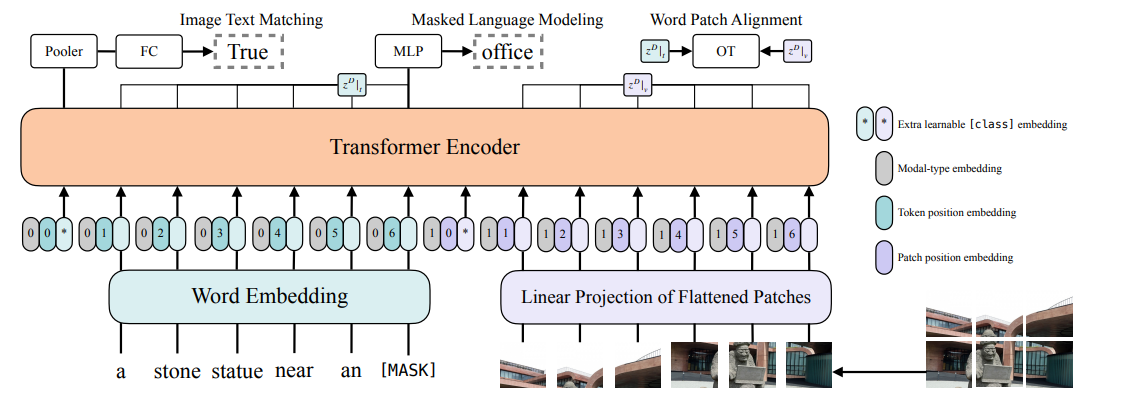 Image Text Matching
Masked Language Modeling
Word Patch Alignment
Pooler
FC
True
MLP
office
z^D|_t
OT
z^D|_v
z^D|_t
z^D|_v
Transformer Encoder
* * Extra learnable [class] embedding
Modal-type embedding
Token position embedding
Patch position embedding
0 0 * 0 1 0 2 0 3 0 4 0 5 0 6 1 0 * 1 1 1 2 1 3 1 4 1 5 1 6
Word Embedding
Linear Projection of Flattened Patches
a stone statue near an [MASK]